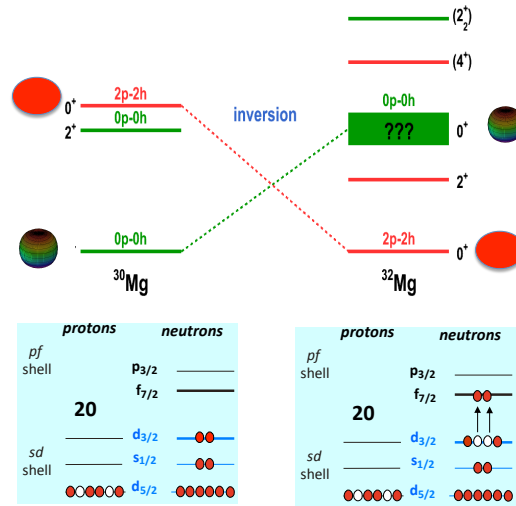 (2⁺₂)
(4⁺)
2p-2h
0⁺
0p-0h
2⁺
inversion
0p-0h
???
0⁺
2⁺
0p-0h
2p-2h
0⁺
³⁰Mg
³²Mg
protons neutrons
pf
shell
p3/2
f7/2
20
d3/2
sd
shell
s1/2
d5/2
protons neutrons
pf
shell
p3/2
f7/2
20
d3/2
sd
shell
s1/2
d5/2